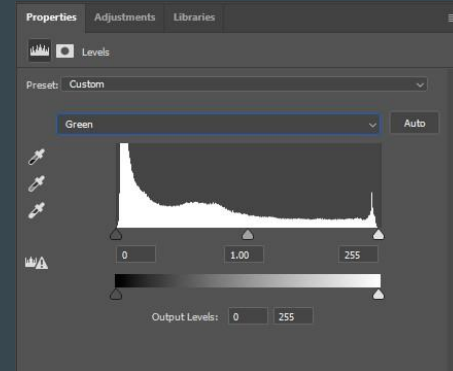 Properties Adjustments Libraries
Levels
Preset: Custom
Green Auto
0 1.00 255
Output Levels: 0 255